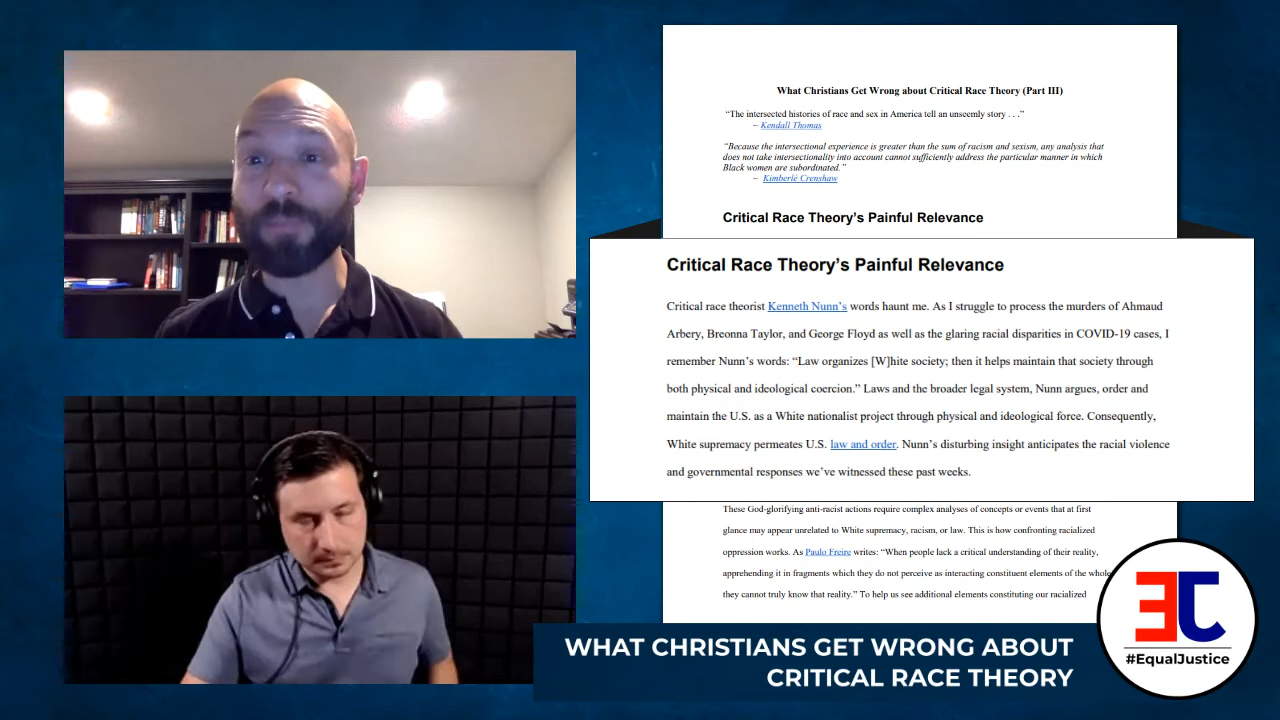 What Christians Get Wrong about Critical Race Theory (Part III)
“The intersected histories of race and sex in America tell an unseemly story . . .”
– Kendall Thomas
“Because the intersectional experience is greater than the sum of racism and sexism, any analysis that
does not take intersectionality into account cannot sufficiently address the particular manner in which
Black women are subordinated.”
– Kimberlé Crenshaw
Critical Race Theory’s Painful Relevance
Critical Race Theory’s Painful Relevance
Critical race theorist Kenneth Nunn’s words haunt me. As I struggle to process the murders of Ahmaud
Arbery, Breonna Taylor, and George Floyd as well as the glaring racial disparities in COVID-19 cases, I
remember Nunn’s words: “Law organizes [W]hite society; then it helps maintain that society through
both physical and ideological coercion.” Laws and the broader legal system, Nunn argues, order and
maintain the U.S. as a White nationalist project through physical and ideological force. Consequently,
White supremacy permeates U.S. law and order. Nunn’s disturbing insight anticipates the racial violence
and governmental responses we’ve witnessed these past weeks.
These God-glorifying anti-racist actions require complex analyses of concepts or events that at first
glance may appear unrelated to White supremacy, racism, or law. This is how confronting racialized
oppression works. As Paulo Freire writes: “When people lack a critical understanding of their reality,
apprehending it in fragments which they do not perceive as interacting constituent elements of the whole
they cannot truly know that reality.” To help us see additional elements constituting our racialized
WHAT CHRISTIANS GET WRONG ABOUT
CRITICAL RACE THEORY
EJ
#EqualJustice